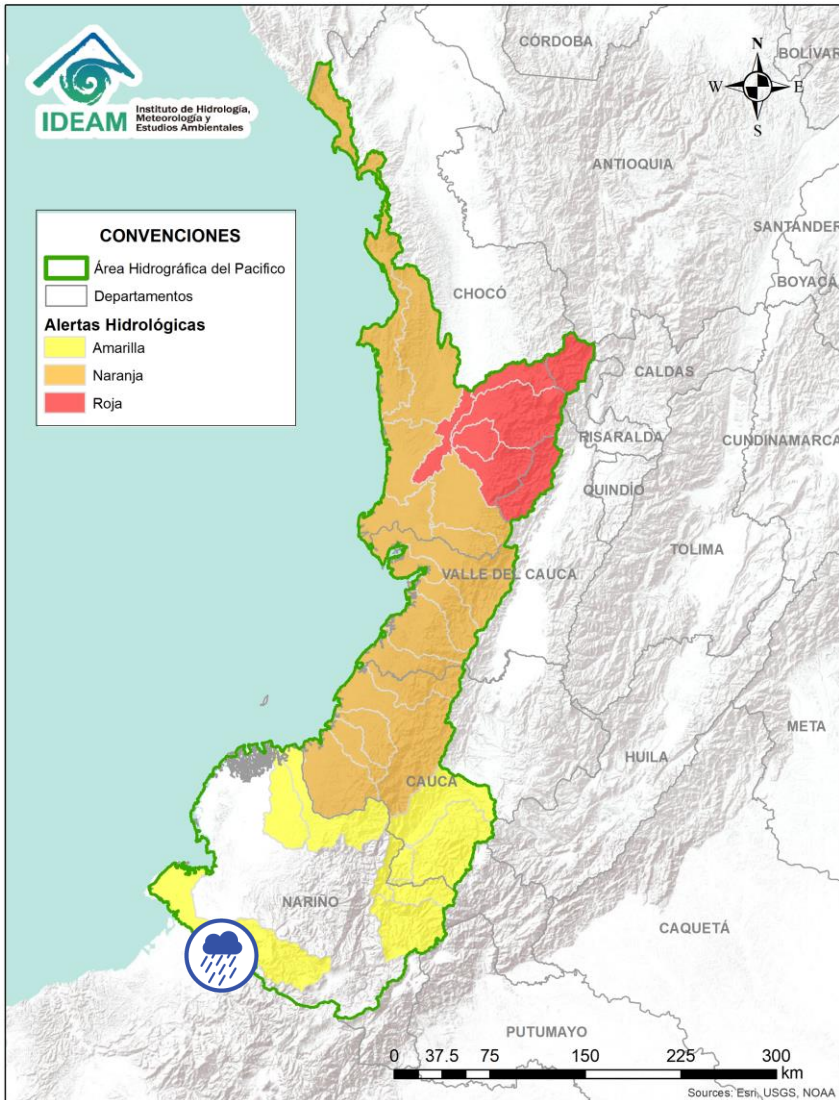 CÓRDOBA
BOLÍVAR
N
W
E
S
IDEAM
Instituto de Hidrología,
Meteorología y
Estudios Ambientales
ANTIOQUIA
SANTANDER
CONVENCIONES
Área Hidrográfica del Pacifico
Departamentos
Alertas Hidrológicas
Amarilla
Naranja
Roja
BOYACÁ
CHOCÓ
CALDAS
RISARALDA
CUNDINAMARCA
QUINDÍO
TOLIMA
VALLE DEL CAUCA
META
HUILA
CAUCA
NARIÑO
CAQUETÁ
PUTUMAYO
0 37.5 75 150 225 300
km
Sources: Esri, USGS, NOAA